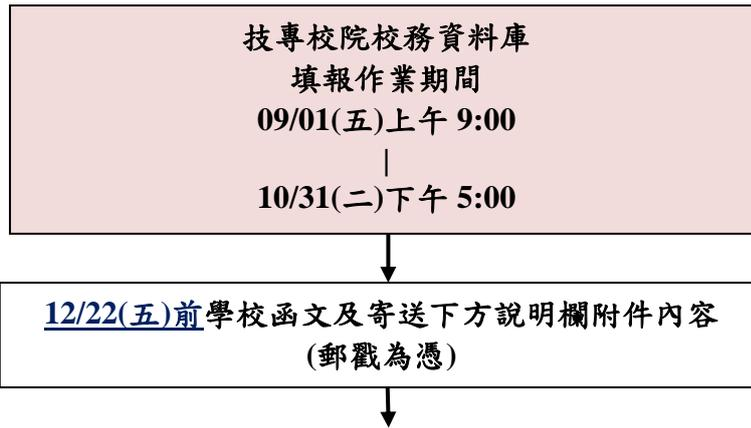 技專校院校務資料庫
填報作業期間
09/01(五)上午 9:00
|
10/31(二)下午 5:00
12/22(五)前學校函文及寄送下方說明欄附件內容
(郵戳為憑)